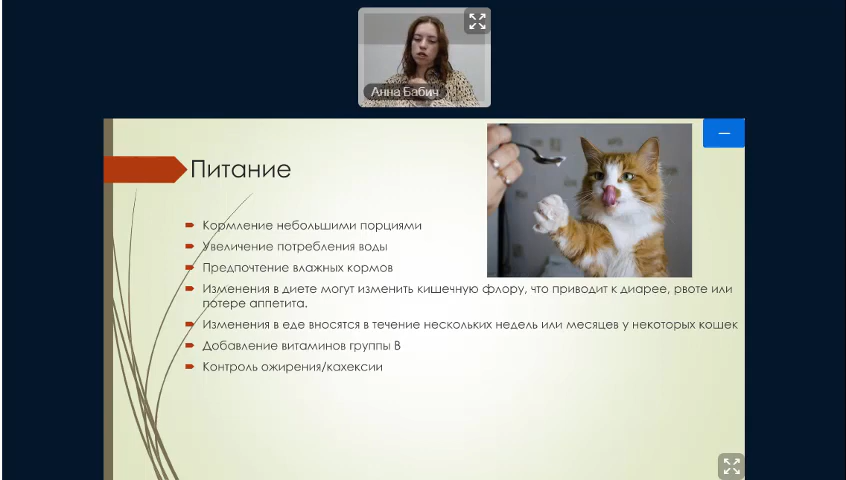 Анна Бабич
Питание
Кормление небольшими порциями
Увеличение потребления воды
Предпочтение влажных кормов
Изменения в диете могут изменить кишечную флору, что приводит к диарее, рвоте или
потере аппетита.
Изменения в еде вносятся в течение нескольких недель или месяцев у некоторых кошек
Добавление витаминов группы В
Контроль ожирения/кахексии